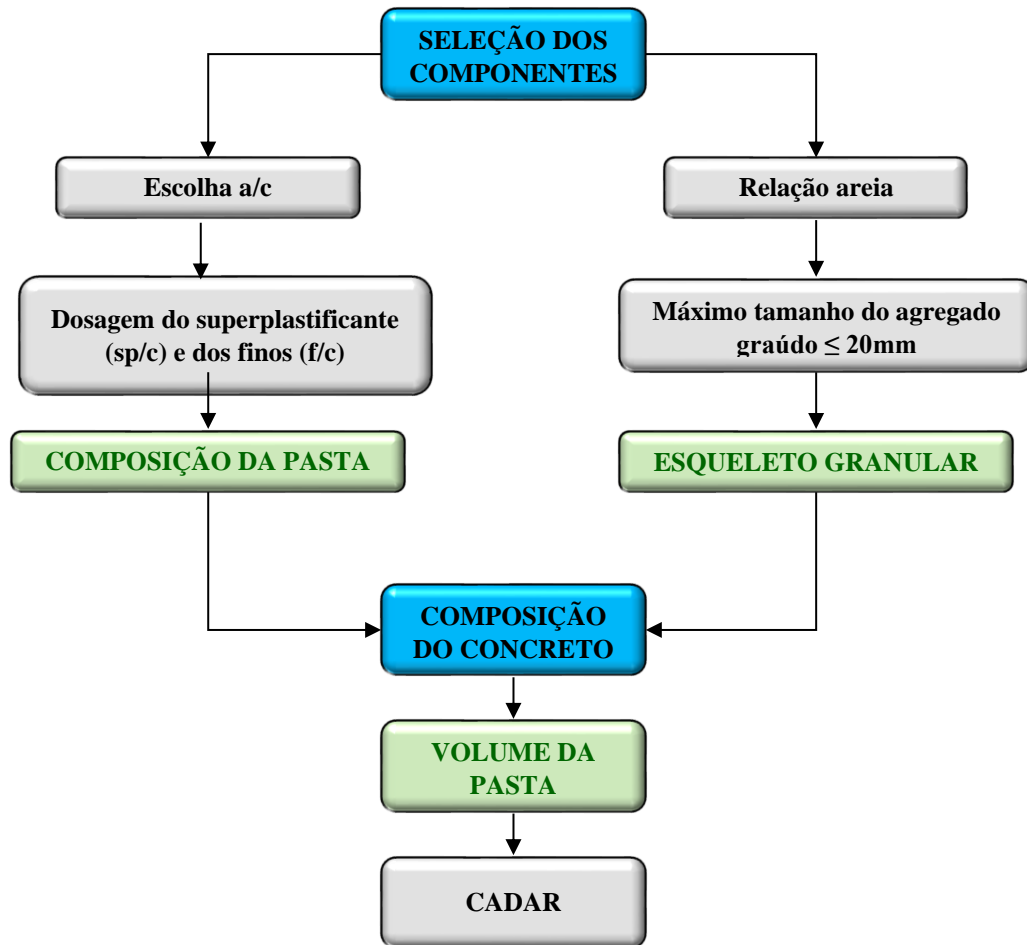 SELEÇÃO DOS
COMPONENTES
Escolha a/c
Relação areia
Dosagem do superplastificante
(sp/c) e dos finos (f/c)
Máximo tamanho do agregado
graúdo ≤ 20mm
COMPOSIÇÃO DA PASTA
ESQUELETO GRANULAR
COMPOSIÇÃO
DO CONCRETO
VOLUME DA
PASTA
CADAR